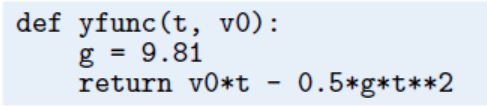 def yfunc(t, v0):
    g = 9.81
    return v0*t - 0.5*g*t**2